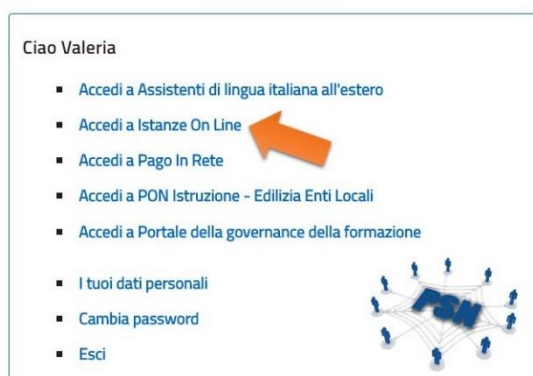 Ciao Valeria
Accedi a Assistenti di lingua italiana all'estero
Accedi a Istanze On Line
Accedi a Pago In Rete
Accedi a PON Istruzione - Edilizia Enti Locali
Accedi a Portale della governance della formazione
I tuoi dati personali
Cambia password
Esci
PSN